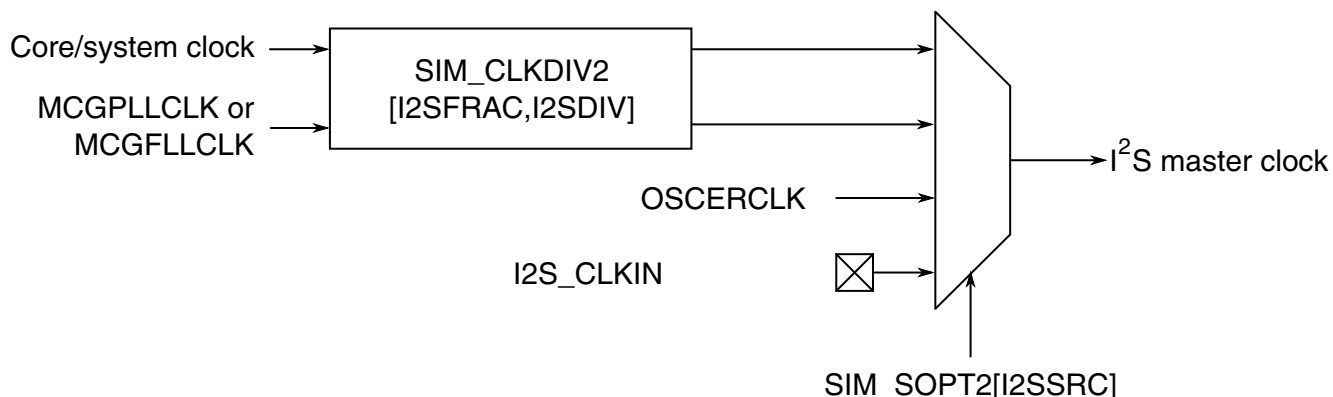 Core/system clock
SIM_CLKDIV2
[I2SFRAC,I2SDIV]
MCGPLLCLK or
MCGFLLCLK
I²S master clock
OSCERCLK
I2S_CLKIN
SIM_SOPT2[I2SSRC]